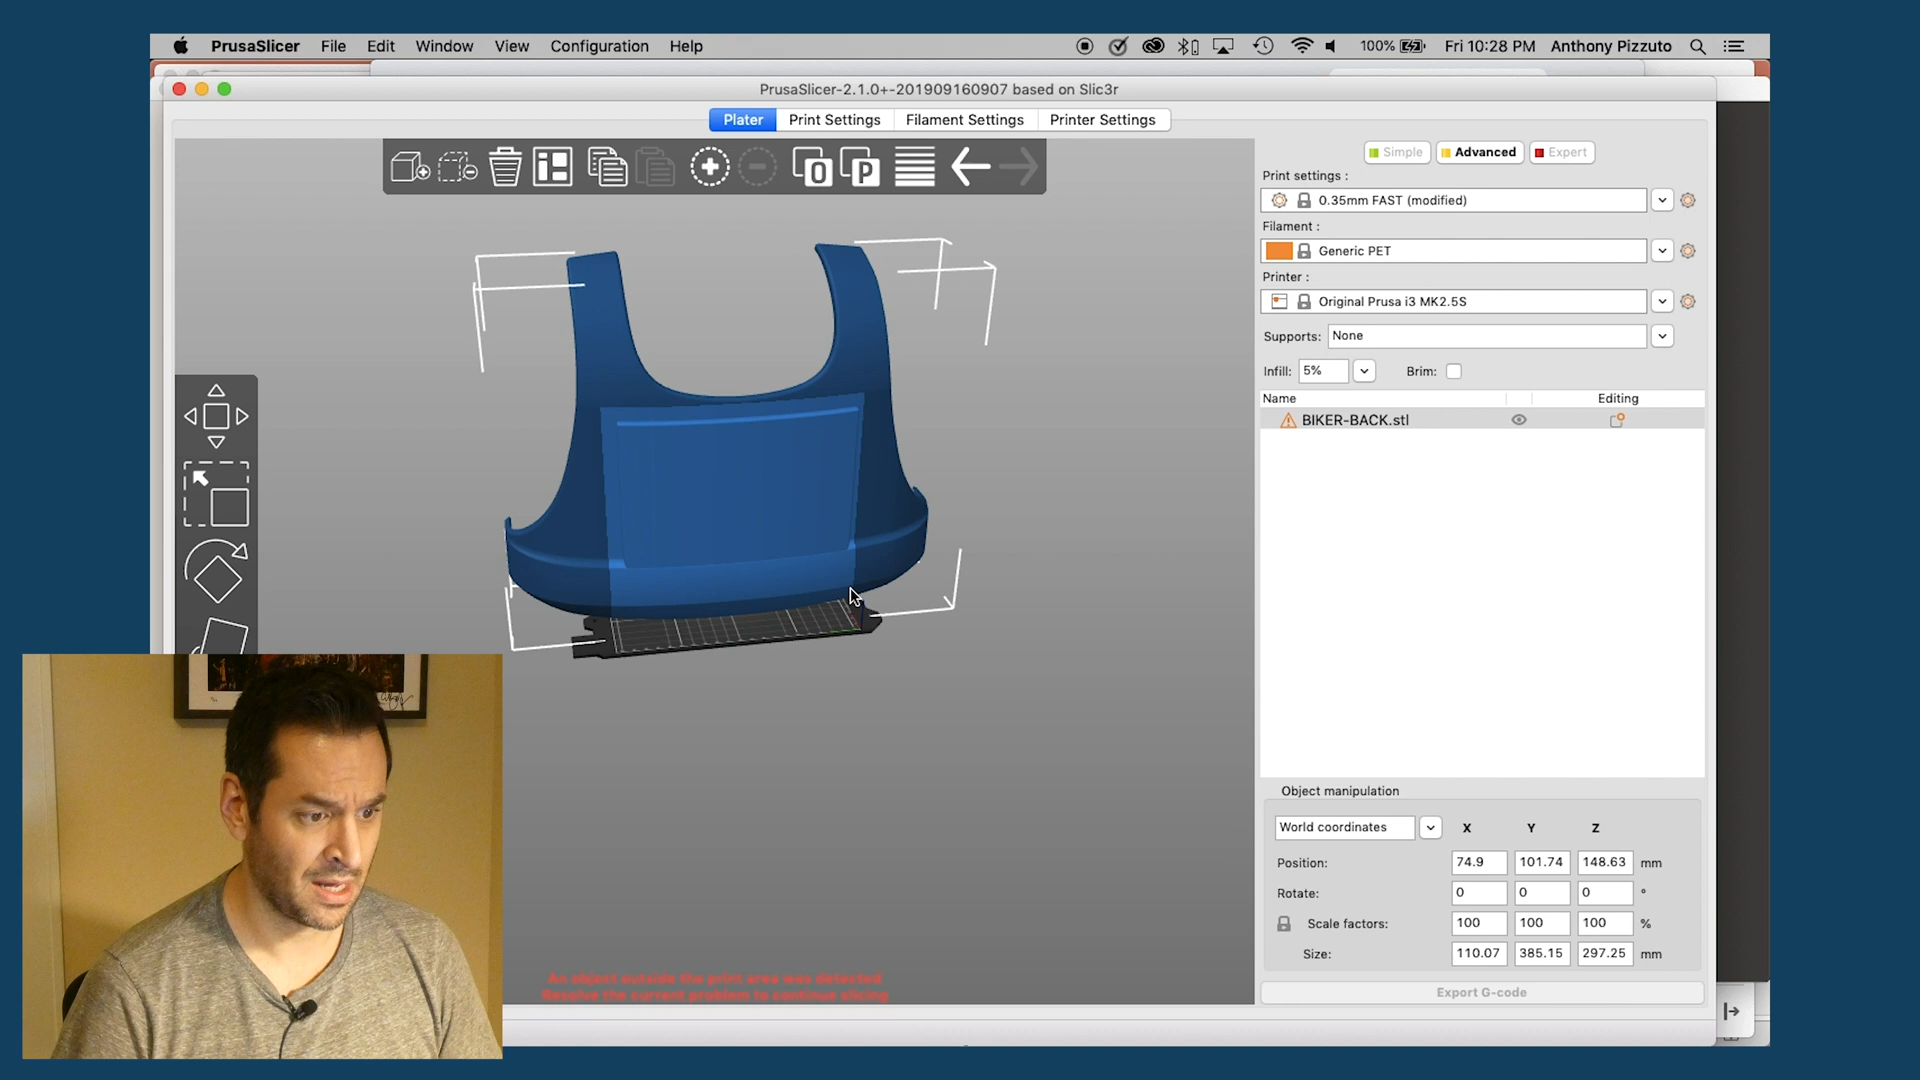 PrusaSlicer File Edit Window View Configuration Help 100% Fri 10:28 PM Anthony Pizzuto
PrusaSlicer-2.1.0+-201909160907 based on Slic3r
Plater Print Settings Filament Settings Printer Settings
O P
Simple Advanced Expert
Print settings :
0.35mm FAST (modified)
Filament :
Generic PET
Printer :
Original Prusa i3 MK2.5S
Supports: None
Infill: 5% Brim:
Name Editing
BIKER-BACK.stl
Object manipulation
World coordinates X Y Z
Position: 74.9 101.74 148.63 mm
Rotate: 0 0 0 °
Scale factors: 100 100 100 %
Size: 110.07 385.15 297.25 mm
An object outside the print area was detected
Resolve the current problem to continue slicing
Export G-code